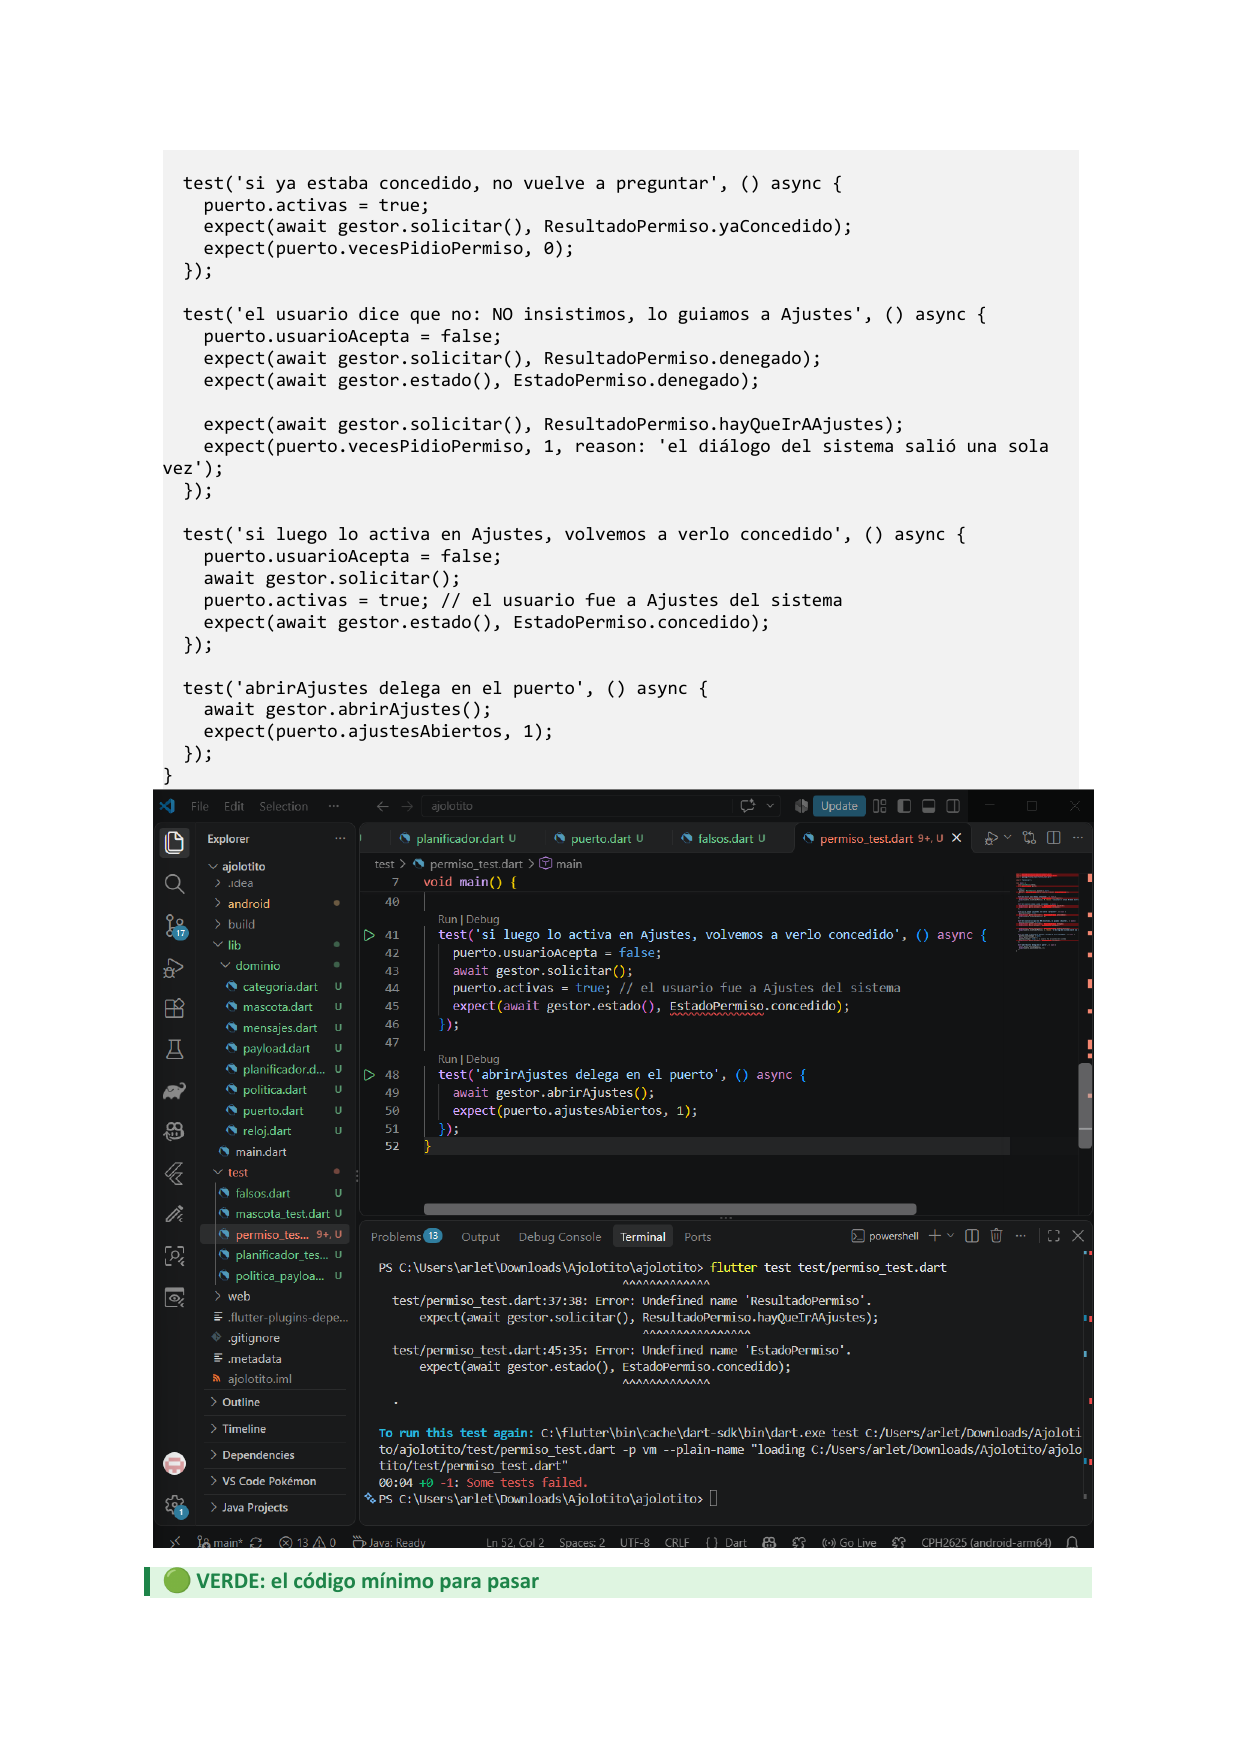 test('si ya estaba concedido, no vuelve a preguntar', () async {
puerto.activas = true;
expect(await gestor.solicitar(), ResultadoPermiso.yaConcedido);
expect(puerto.vecesPidioPermiso, 0);
});
test('el usuario dice que no: NO insistimos, lo guiamos a Ajustes', () async {
puerto.usuarioAcepta = false;
expect(await gestor.solicitar(), ResultadoPermiso.denegado);
expect(await gestor.estado(), EstadoPermiso.denegado);
expect(await gestor.solicitar(), ResultadoPermiso.hayQueIrAAjustes);
expect(puerto.vecesPidioPermiso, 1, reason: 'el diálogo del sistema salió una sola
vez');
});
test('si luego lo activa en Ajustes, volvemos a verlo concedido', () async {
puerto.usuarioAcepta = false;
await gestor.solicitar();
puerto.activas = true; // el usuario fue a Ajustes del sistema
expect(await gestor.estado(), EstadoPermiso.concedido);
});
test('abrirAjustes delega en el puerto', () async {
await gestor.abrirAjustes();
expect(puerto.ajustesAbiertos, 1);
});
}
File Edit Selection ··· ajolotito Update
Explorer ···
ajolotito
.idea
android
build
lib
dominio
categoria.dart U
mascota.dart U
mensajes.dart U
payload.dart U
planificador.d... U
politica.dart U
puerto.dart U
reloj.dart U
main.dart
test
falsos.dart U
mascota_test.dart U
permiso_tes... 9+, U
planificador_tes... U
politica_payloa... U
web
.flutter-plugins-depe...
.gitignore
.metadata
ajolotito.iml
Outline
Timeline
Dependencies
VS Code Pokémon
Java Projects
17
1
planificador.dart U puerto.dart U falsos.dart U permiso_test.dart 9+, U
test > permiso_test.dart > main
7 void main() {
40
Run | Debug
41 test('si luego lo activa en Ajustes, volvemos a verlo concedido', () async {
42 puerto.usuarioAcepta = false;
43 await gestor.solicitar();
44 puerto.activas = true; // el usuario fue a Ajustes del sistema
45 expect(await gestor.estado(), EstadoPermiso.concedido);
46 });
47
Run | Debug
48 test('abrirAjustes delega en el puerto', () async {
49 await gestor.abrirAjustes();
50 expect(puerto.ajustesAbiertos, 1);
51 });
52 }
Problems 13 Output Debug Console Terminal Ports powershell
PS C:\Users\arlet\Downloads\Ajolotito\ajolotito> flutter test test/permiso_test.dart
^^^^^^^^^^^^^
test/permiso_test.dart:37:38: Error: Undefined name 'ResultadoPermiso'.
expect(await gestor.solicitar(), ResultadoPermiso.hayQueIrAAjustes);
^^^^^^^^^^^^^^^^
test/permiso_test.dart:45:35: Error: Undefined name 'EstadoPermiso'.
expect(await gestor.estado(), EstadoPermiso.concedido);
^^^^^^^^^^^^^
.
To run this test again: C:\flutter\bin\cache\dart-sdk\bin\dart.exe test C:/Users/arlet/Downloads/Ajoloti
to/ajolotito/test/permiso_test.dart -p vm --plain-name "loading C:/Users/arlet/Downloads/Ajolotito/ajolo
tito/test/permiso_test.dart"
00:04 +0 -1: Some tests failed.
PS C:\Users\arlet\Downloads\Ajolotito\ajolotito>
main* 13 0 Java: Ready Ln 52, Col 2 Spaces: 2 UTF-8 CRLF { } Dart Go Live CPH2625 (android-arm64)
VERDE: el código mínimo para pasar